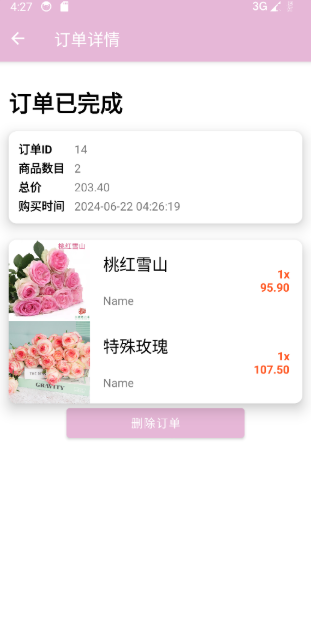 4:27
3G
订单详情
订单已完成
订单ID 14
商品数目 2
总价 203.40
购买时间 2024-06-22 04:26:19
桃红雪山
桃红雪山
1x
95.90
Name
特殊玫瑰
1x
107.50
GRAVITY
Name
删除订单